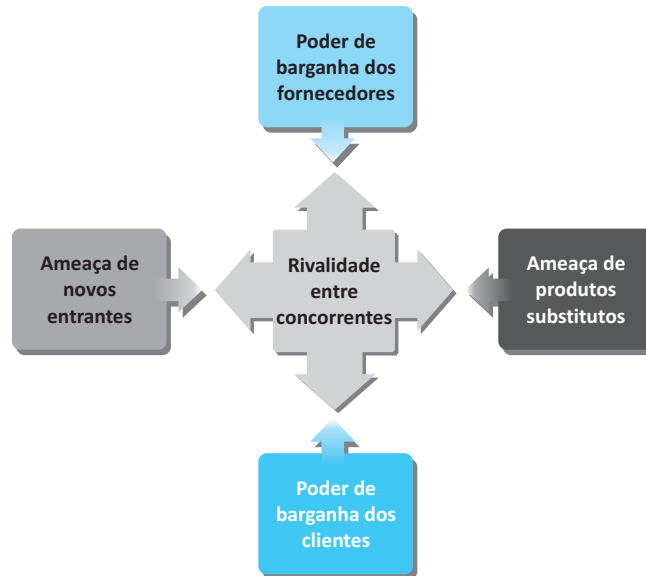 Poder de
barganha dos
fornecedores
Ameaça de
novos
entrantes
Rivalidade
entre
concorrentes
Ameaça de
produtos
substitutos
Poder de
barganha dos
clientes